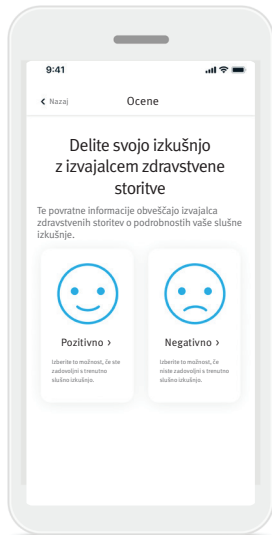 9:41
Nazaj
Ocene
Delite svojo izkušnjo
z izvajalcem zdravstvene
storitve
Te povratne informacije obveščajo izvajalca
zdravstvenih storitev o podrobnostih vaše slušne
izkušnje.
Pozitivno ›
Izberite to možnost, če ste
zadovoljni s trenutno
slušno izkušnjo.
Negativno ›
Izberite to možnost, če
niste zadovoljni s trenutno
slušno izkušnjo.